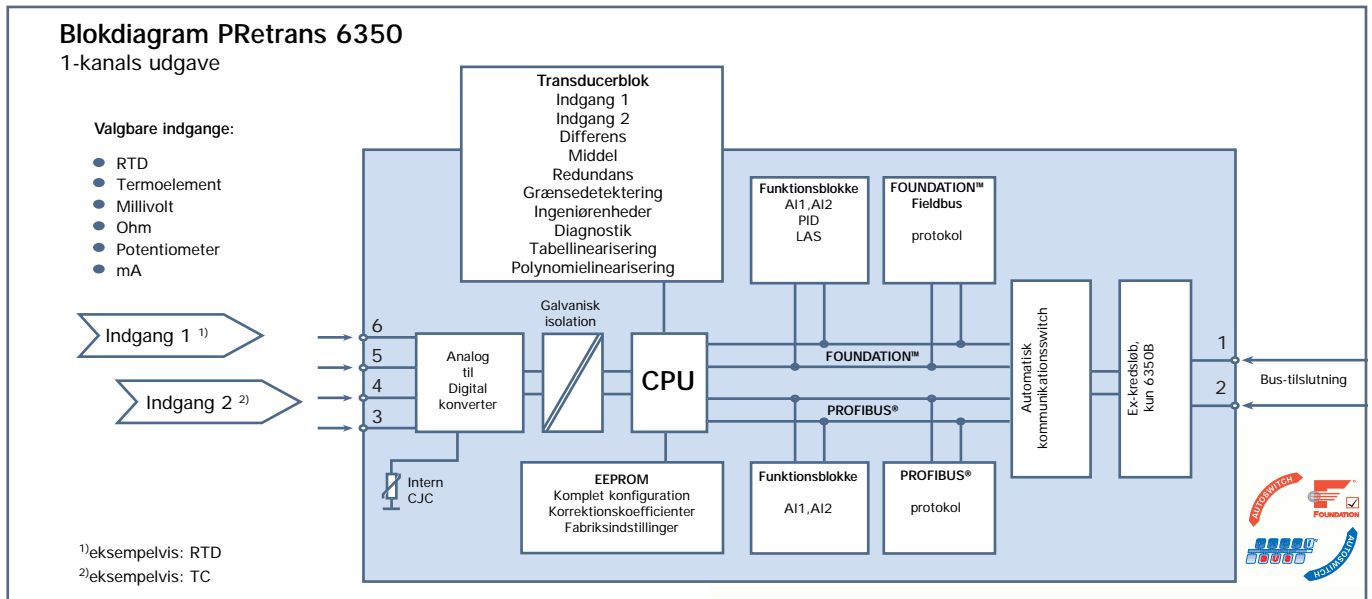 Blokdiagram PRetrans 6350
1-kanals udgave
Valgbare indgange:
RTD
Termoelement
Millivolt
Ohm
Potentiometer
mA
Transducerblok
Indgang 1
Indgang 2
Differens
Middel
Redundans
Grænsedetektering
Ingeniørenheder
Diagnostik
Tabellinearisering
Polynomielinearisering
Funktionsblokke
AI1,AI2
PID
LAS
FOUNDATION™
Fieldbus
protokol
Indgang 1 1)
Indgang 2 2)
6
5
4
3
Analog
til
Digital
konverter
Galvanisk
isolation
CPU
FOUNDATION™
PROFIBUS®
Automatisk
kommunikationsswitch
Ex-kredsløb,
kun 6350B
1
2
Bus-tilslutning
Intern
CJC
EEPROM
Komplet konfiguration
Korrektionskoefficienter
Fabriksindstillinger
Funktionsblokke
AI1,AI2
PROFIBUS®
protokol
1)eksempelvis: RTD
2)eksempelvis: TC
AUTOSWITCH
FOUNDATION
AUTOSWITCH